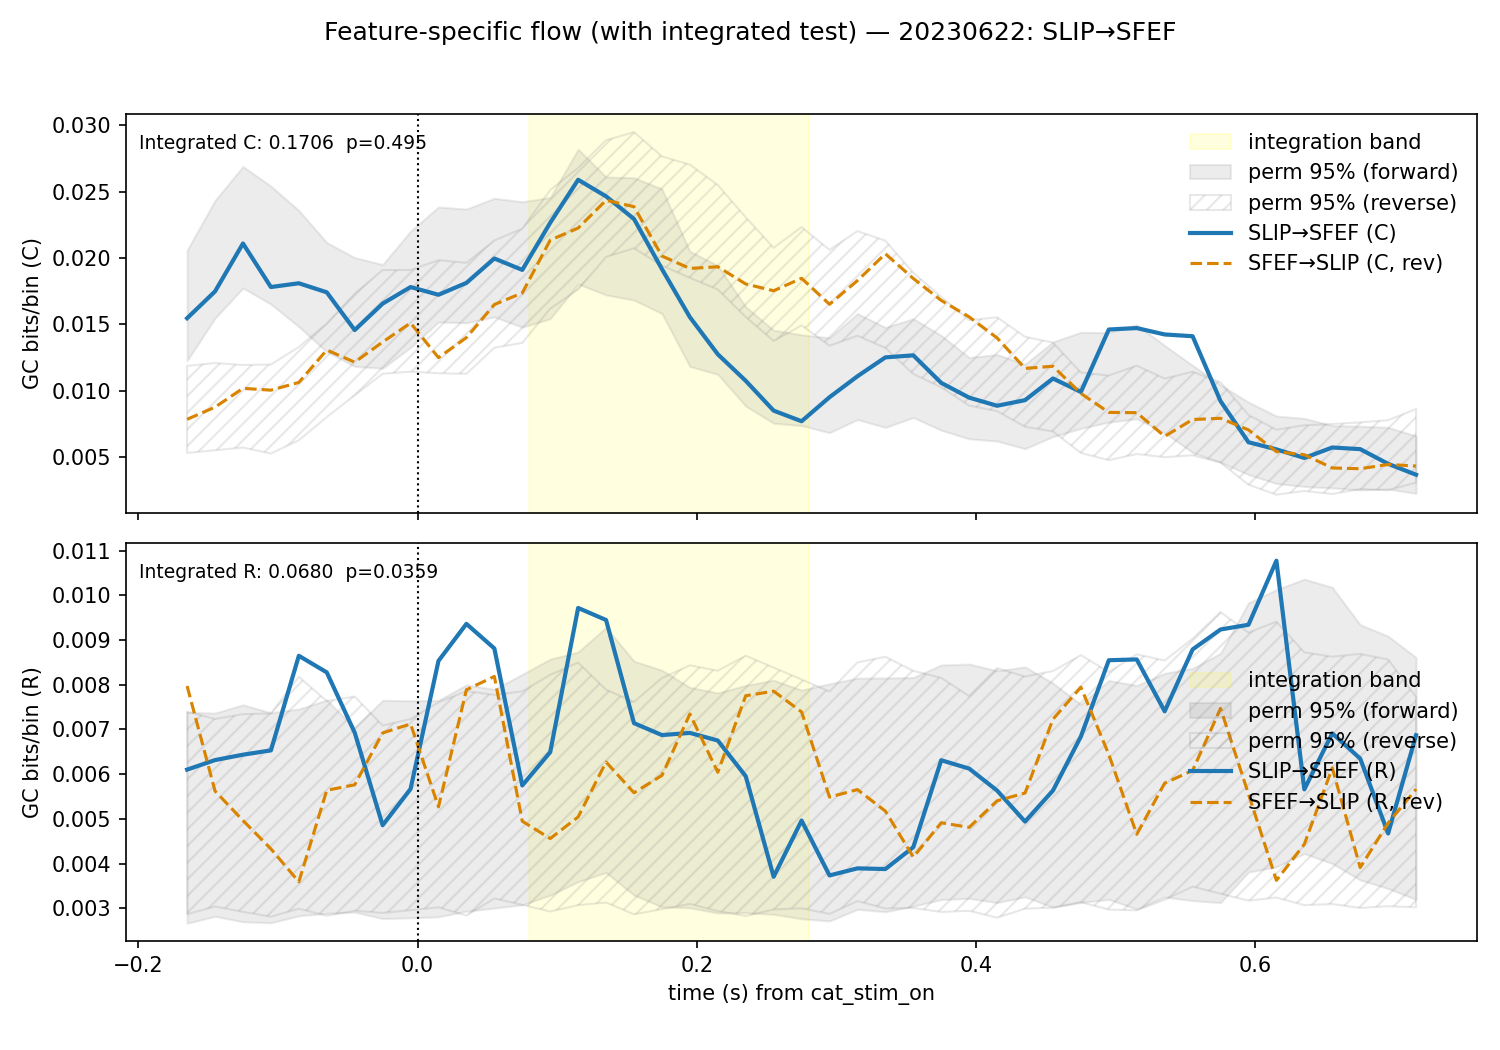 Feature-specific flow (with integrated test) — 20230622: SLIP→SFEF
Integrated C: 0.1706  p=0.495
integration band
perm 95% (forward)
perm 95% (reverse)
SLIP→SFEF (C)
SFEF→SLIP (C, rev)
GC bits/bin (C)
0.030
0.025
0.020
0.015
0.010
0.005
Integrated R: 0.0680  p=0.0359
integration band
perm 95% (forward)
perm 95% (reverse)
SLIP→SFEF (R)
SFEF→SLIP (R, rev)
GC bits/bin (R)
0.011
0.010
0.009
0.008
0.007
0.006
0.005
0.004
0.003
−0.2 0.0 0.2 0.4 0.6
time (s) from cat_stim_on